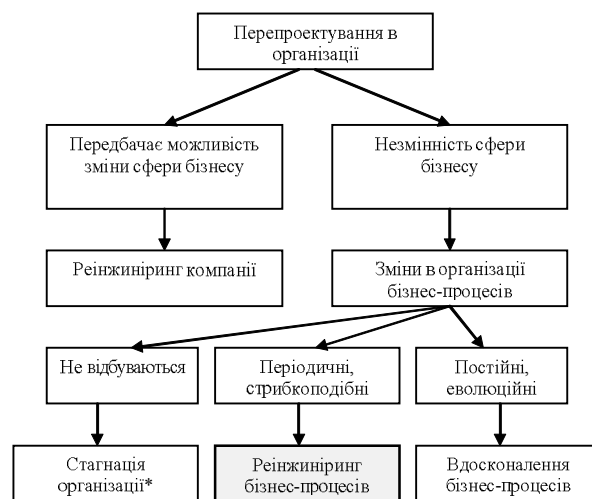 Перепроектування в
організації
Передбачає можливість
зміни сфери бізнесу
Незмінність сфери
бізнесу
Реінжиніринг компанії
Зміни в організації
бізнес-процесів
Не відбуваються
Періодичні,
стрибкоподібні
Постійні,
еволюційні
Стагнація
організації*
Реінжиніринг
бізнес-процесів
Вдосконалення
бізнес-процесів